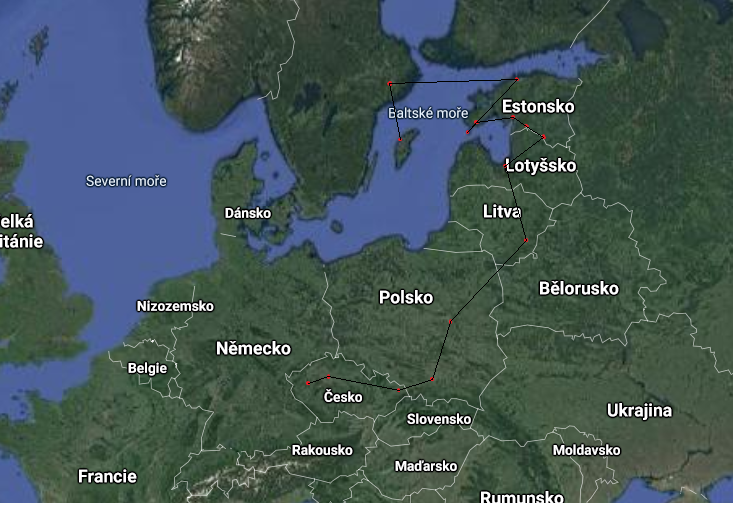 Estonsko
Baltské moře
Lotyšsko
Severní moře
Dánsko
Litva
elká
itánie
Bělorusko
Polsko
Nizozemsko
Německo
Belgie
Česko
Ukrajina
Slovensko
Rakousko
Moldavsko
Maďarsko
Francie
Rumunsko